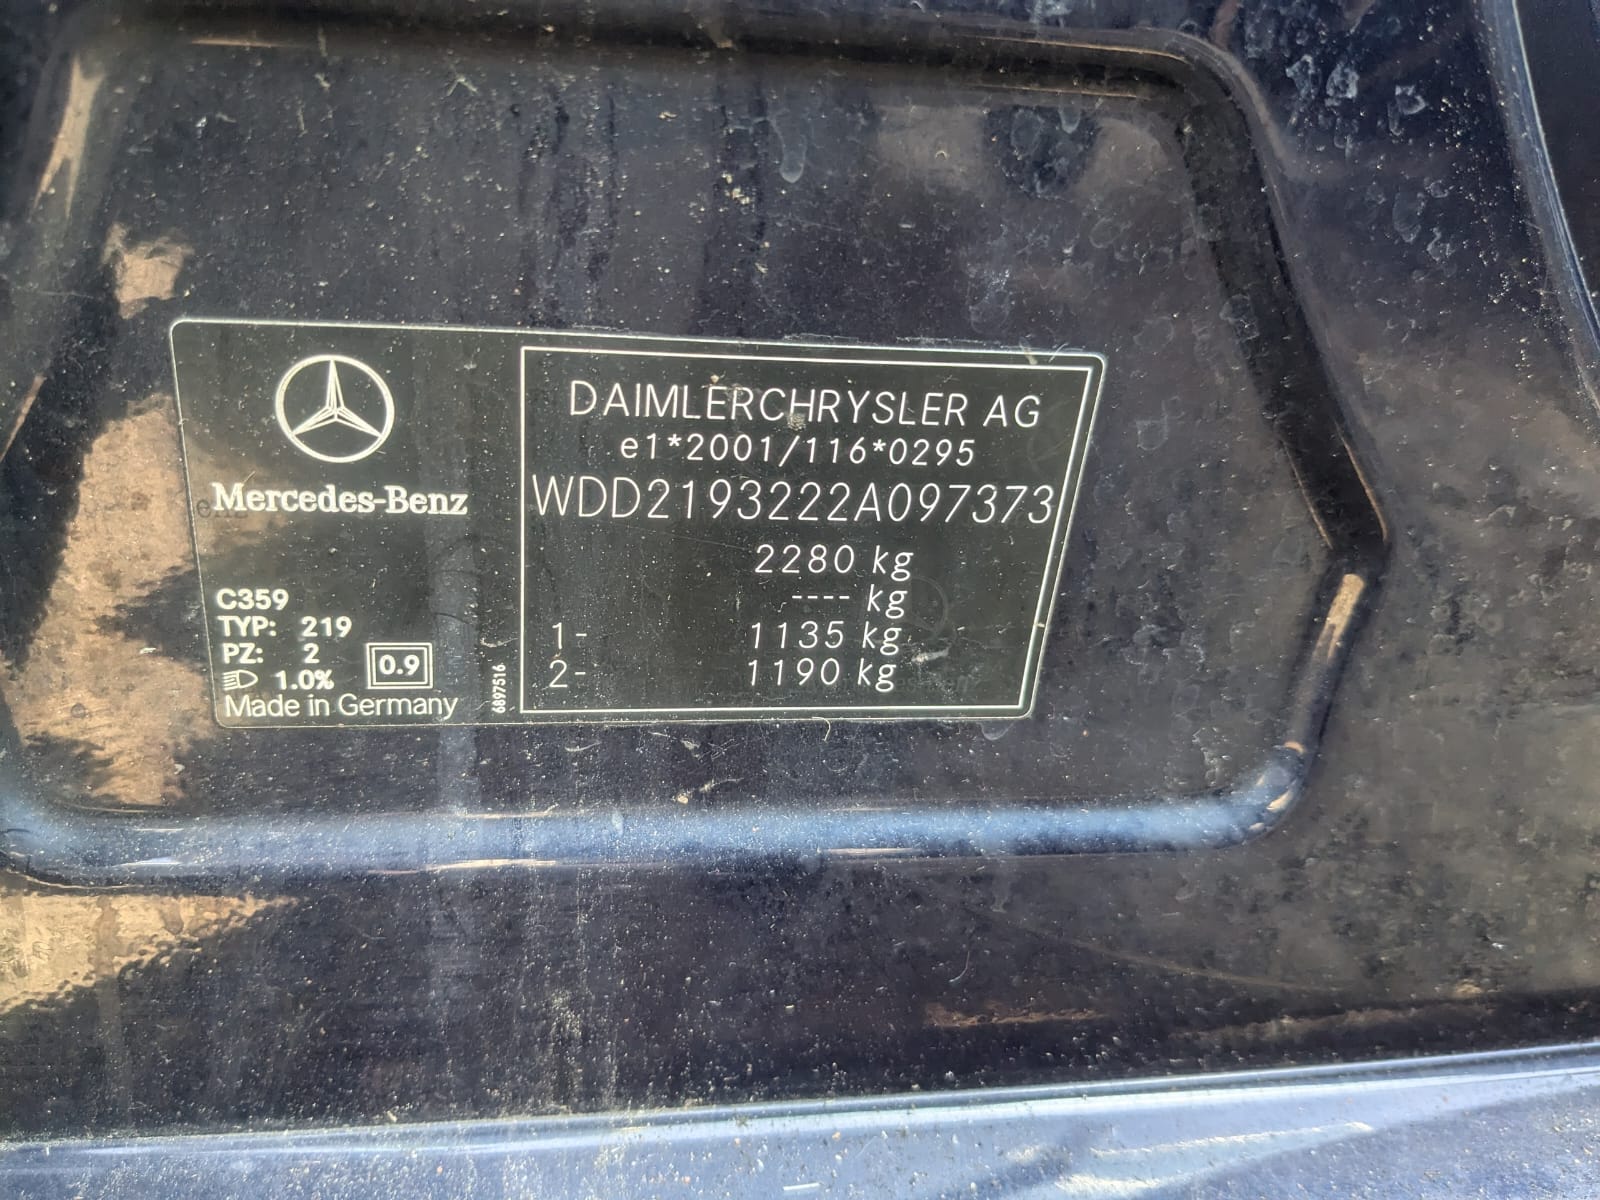 Mercedes-Benz
C359
TYP: 219
PZ: 2
1.0%
0.9
Made in Germany
6897516
DAIMLERCHRYSLER AG
e1*2001/116*0295
WDD2193222A097373
2280 kg
---- kg
1- 1135 kg
2- 1190 kg